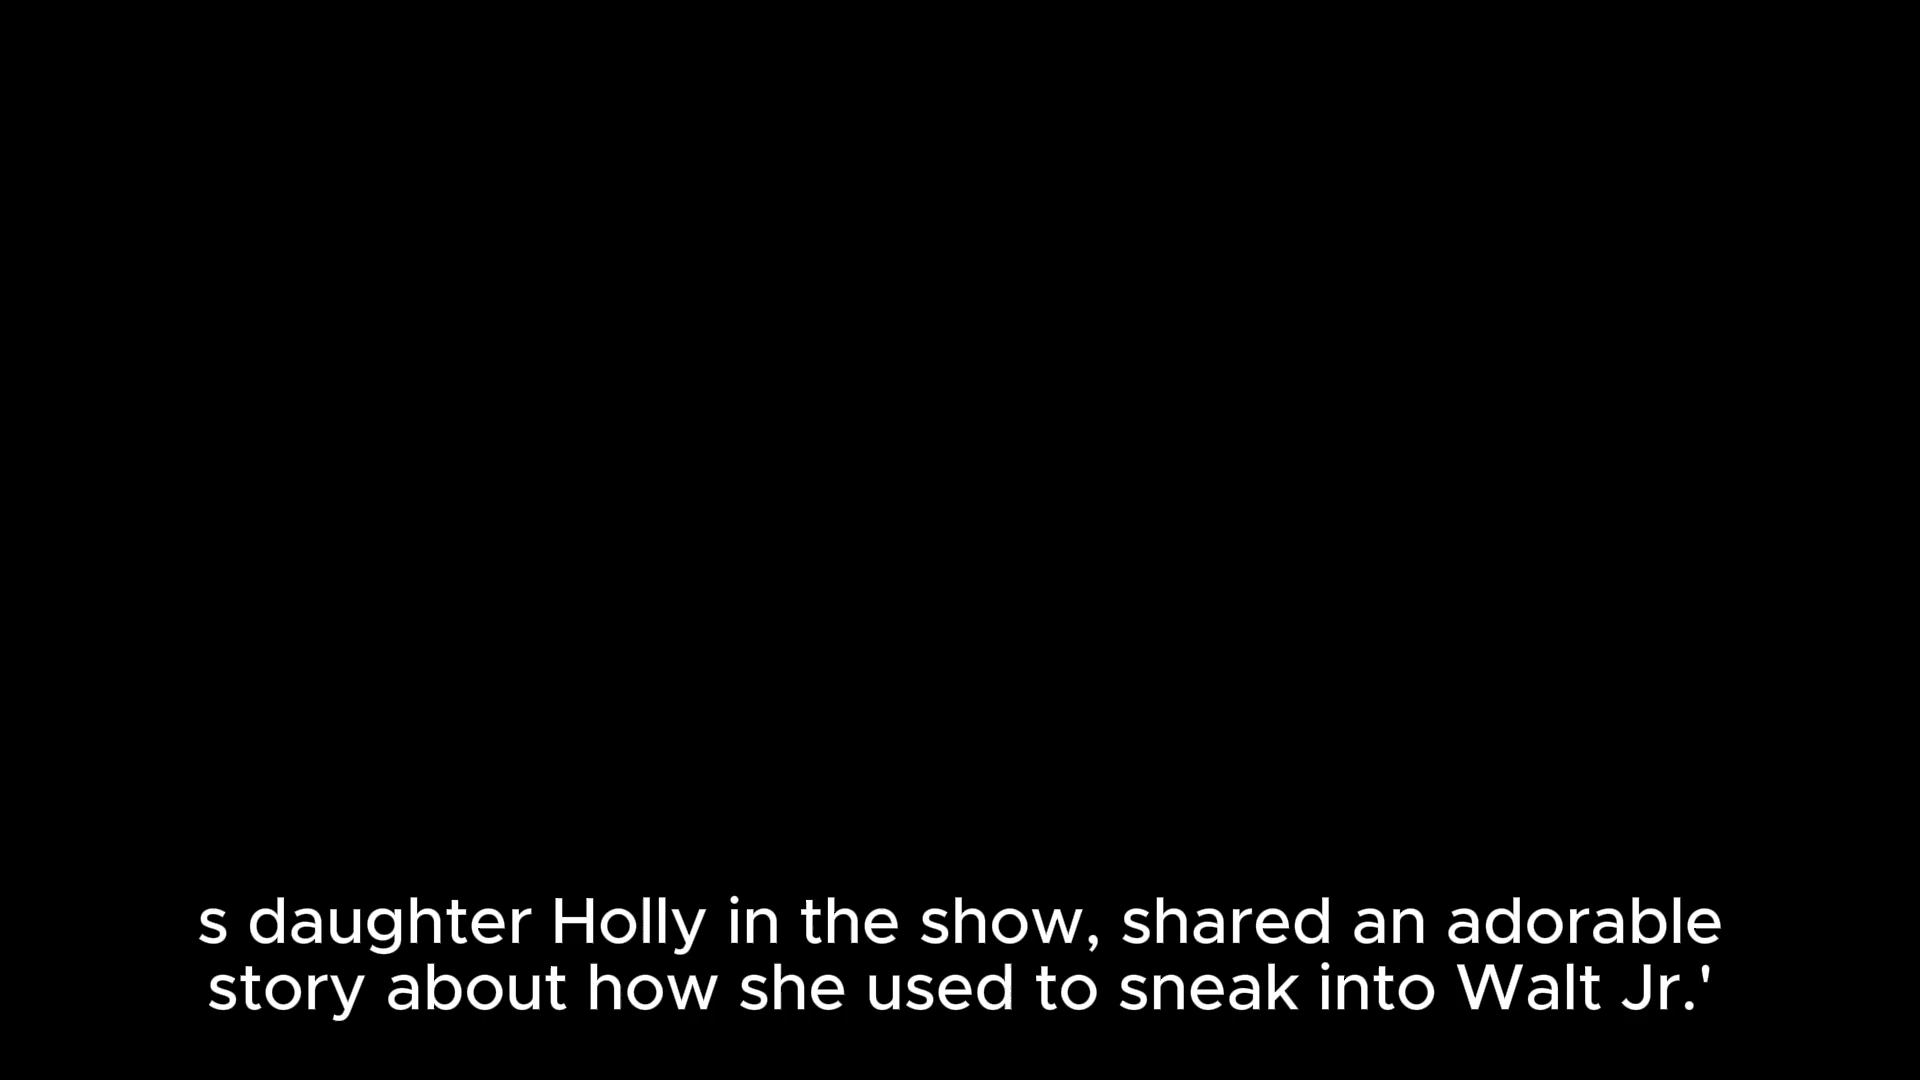 s daughter Holly in the show, shared an adorable
story about how she used to sneak into Walt Jr.'